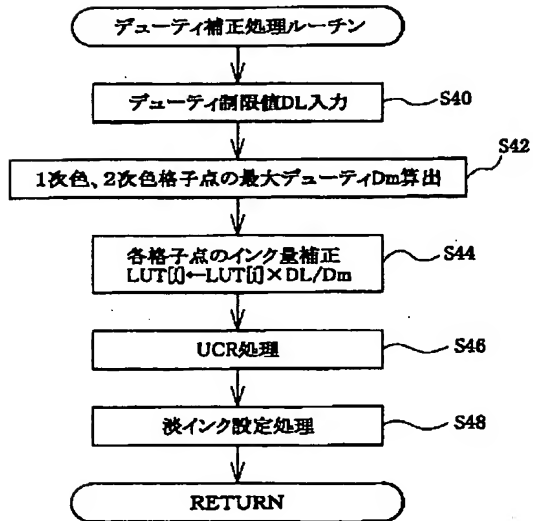 デューティ補正処理ルーチン
デューティ制限値DL入力
S40
S42
1次色、2次色格子点の最大デューティDm算出
各格子点のインク量補正
LUT[i]←LUT[i]×DL/Dm
S44
UCR処理
S46
淡インク設定処理
S48
RETURN